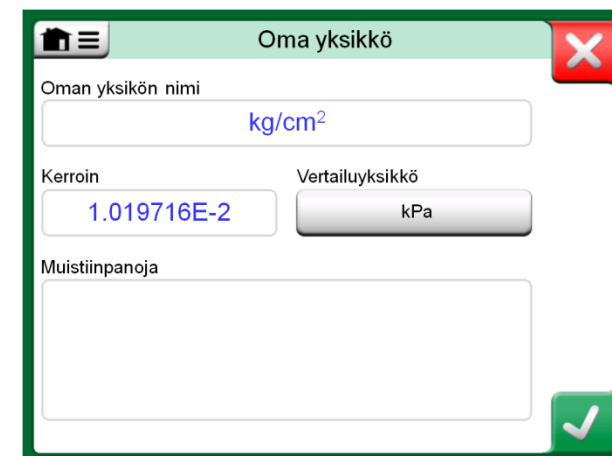 Oma yksikkö
Oman yksikön nimi
kg/cm²
Kerroin Vertailuyksikkö
1.019716E-2 kPa
Muistiinpanoja